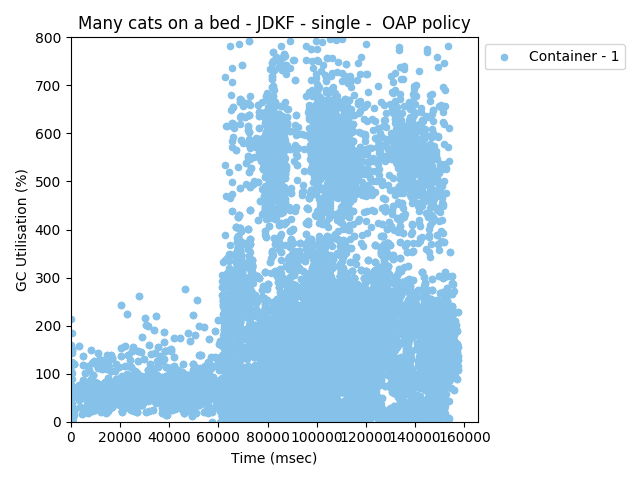 Many cats on a bed - JDKF - single -  OAP policy
Container - 1
GC Utilisation (%)
800
700
600
500
400
300
200
100
0
0 20000 40000 60000 80000 100000 120000 140000 160000
Time (msec)